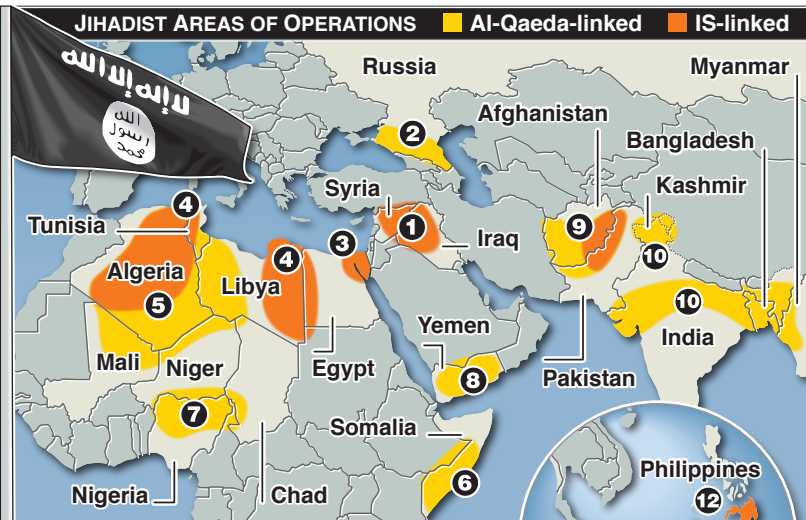 JIHADIST AREAS OF OPERATIONS Al-Qaeda-linked IS-linked
لا إله إلا الله
الله
رسول
محمد
Russia
Myanmar
Afghanistan
Bangladesh
Kashmir
2
Syria
4
Tunisia
1
9
3
Iraq
4
10
Algeria
Libya
5
10
Yemen
India
Mali
Niger
Egypt
8
Pakistan
7
Somalia
Philippines
6
Nigeria
Chad
12